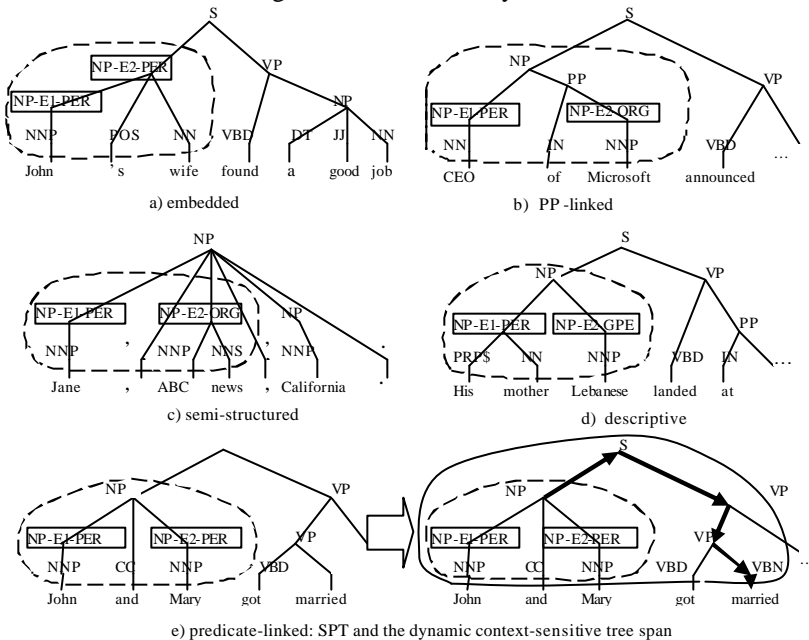 S
NP-E2-PER
VP
NP-E1-PER
NP
NNP POS NN VBD DT JJ NN
John 's wife found a good job
a) embedded
S
NP
PP
VP
NP-E1-PER
NP-E2-ORG
NN IN NNP VBD
CEO of Microsoft announced ...
b) PP-linked
NP
NP-E1-PER NP-E2-ORG NP
NNP , NNP NNS , NNP .
Jane , ABC news , California .
c) semi-structured
S
NP
VP
NP-E1-PER NP-E2-GPE
PP
PRP$ NN NNP VBD IN ...
His mother Lebanese landed at
d) descriptive
NP
VP
NP-E1-PER NP-E2-PER VP
NNP CC NNP VBD
John and Mary got married
S
NP
VP
NP-E1-PER NP-E2-PER VP
NNP CC NNP VBD VBN ...
John and Mary got married
e) predicate-linked: SPT and the dynamic context-sensitive tree span